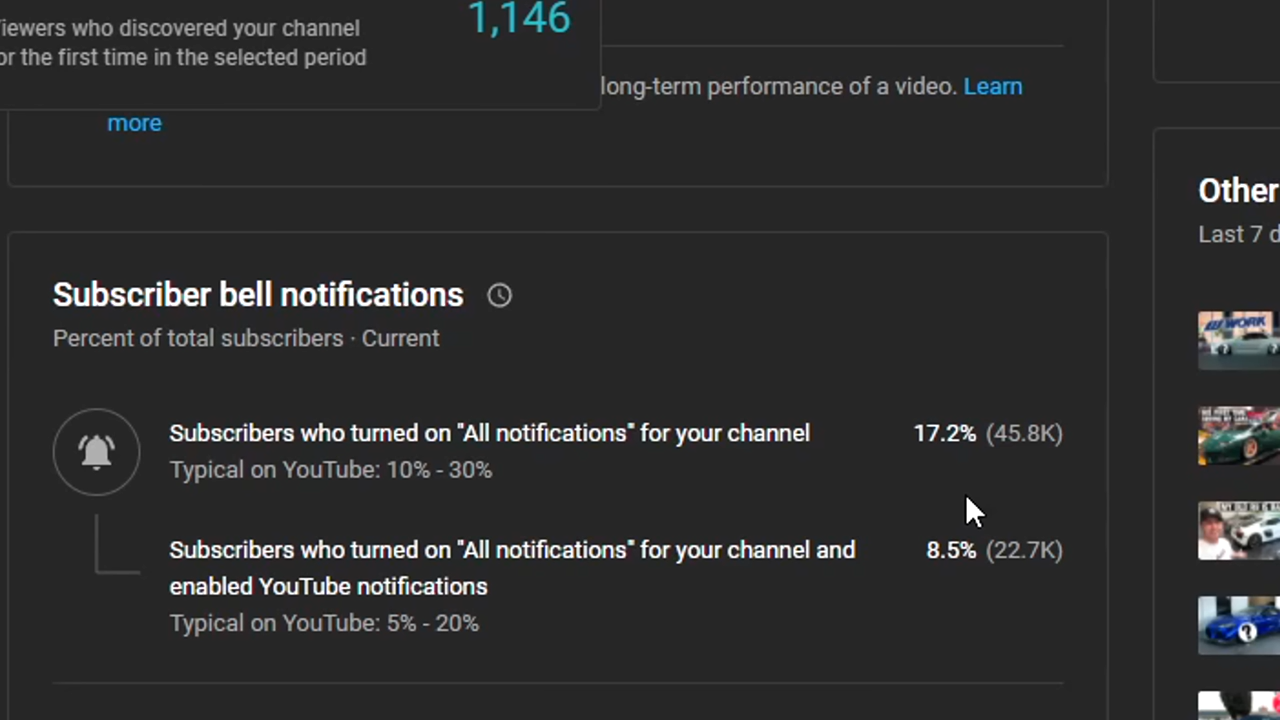 iewers who discovered your channel
or the first time in the selected period
1,146
long-term performance of a video. Learn
more
Subscriber bell notifications
Percent of total subscribers · Current
Subscribers who turned on "All notifications" for your channel
17.2% (45.8K)
Typical on YouTube: 10% - 30%
Subscribers who turned on "All notifications" for your channel and
8.5% (22.7K)
enabled YouTube notifications
Typical on YouTube: 5% - 20%
Other
Last 7 d
WORK